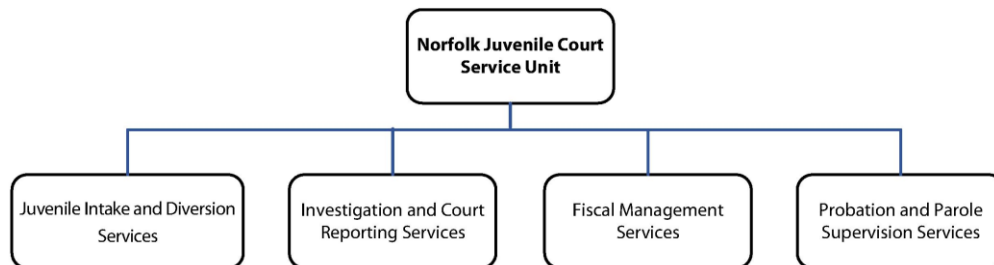 Norfolk Juvenile Court
Service Unit
Juvenile Intake and Diversion
Services
Investigation and Court
Reporting Services
Fiscal Management
Services
Probation and Parole
Supervision Services